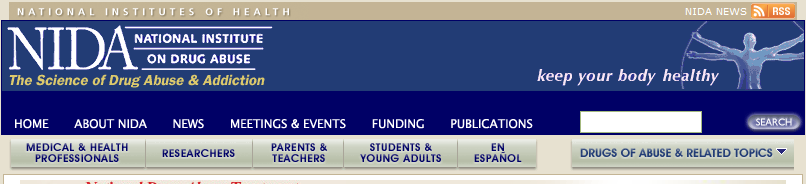 NATIONAL INSTITUTES OF HEALTH
NIDA NEWS RSS
NIDA NATIONAL INSTITUTE
ON DRUG ABUSE
The Science of Drug Abuse & Addiction
keep your body healthy
HOME ABOUT NIDA NEWS MEETINGS & EVENTS FUNDING PUBLICATIONS SEARCH
MEDICAL & HEALTH
PROFESSIONALS
RESEARCHERS
PARENTS &
TEACHERS
STUDENTS &
YOUNG ADULTS
EN
ESPAÑOL
DRUGS OF ABUSE & RELATED TOPICS